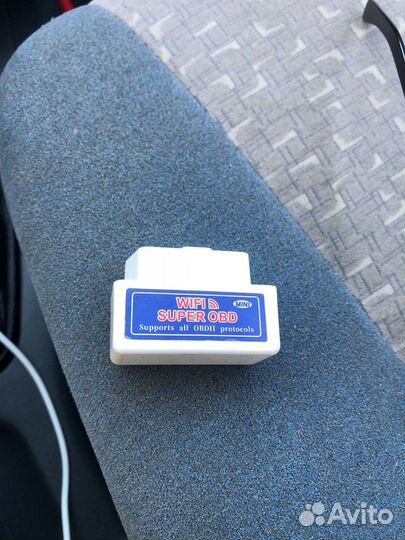 WIFI
MINI
SUPER OBD
Supports all OBDII protocols
Avito